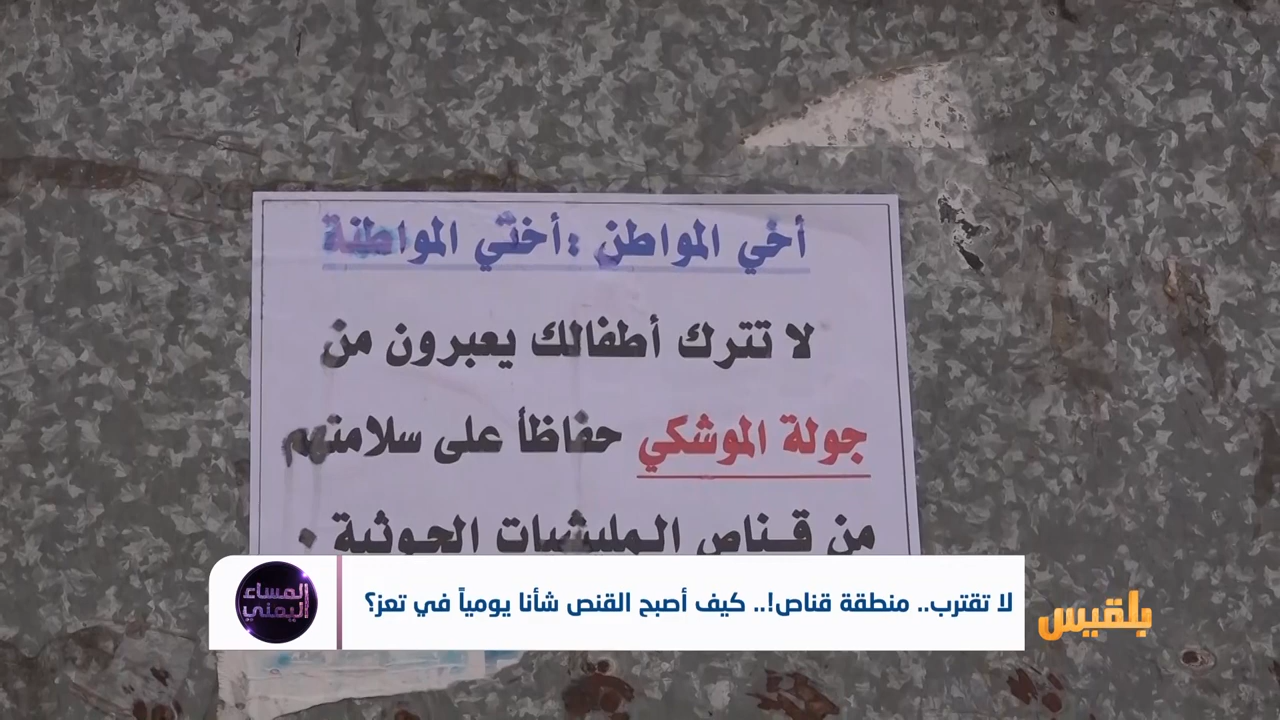 أخي المواطن :أختي المواطنة
لا تترك أطفالك يعبرون من
جولة الموشكي حفاظاً على سلامتهم
من قناص المليشيات الحوثية .
المساء
اليمني
لا تقترب.. منطقة قناص!.. كيف أصبح القنص شأنا يومياً في تعز؟
بلقيس